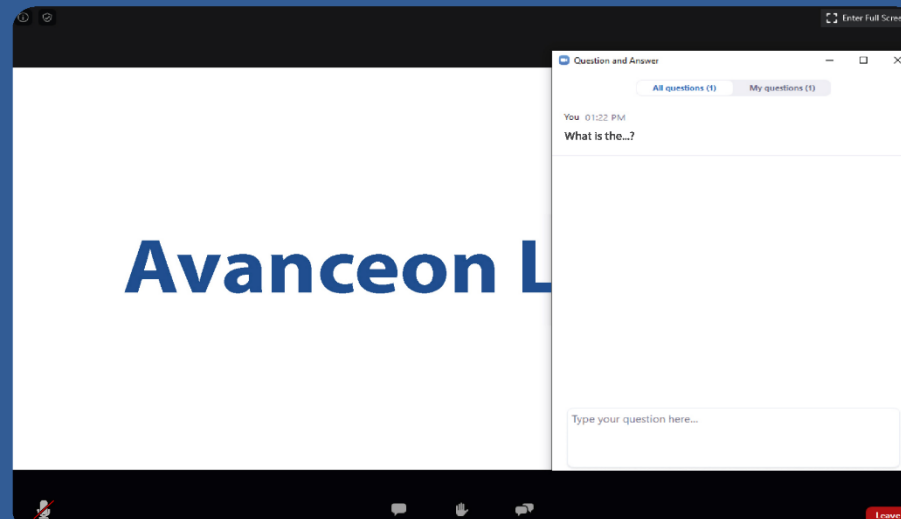 Enter Full Scree
Question and Answer
All questions (1) My questions (1)
You 01:22 PM
What is the...?
Avanceon L
Type your question here...
Leave